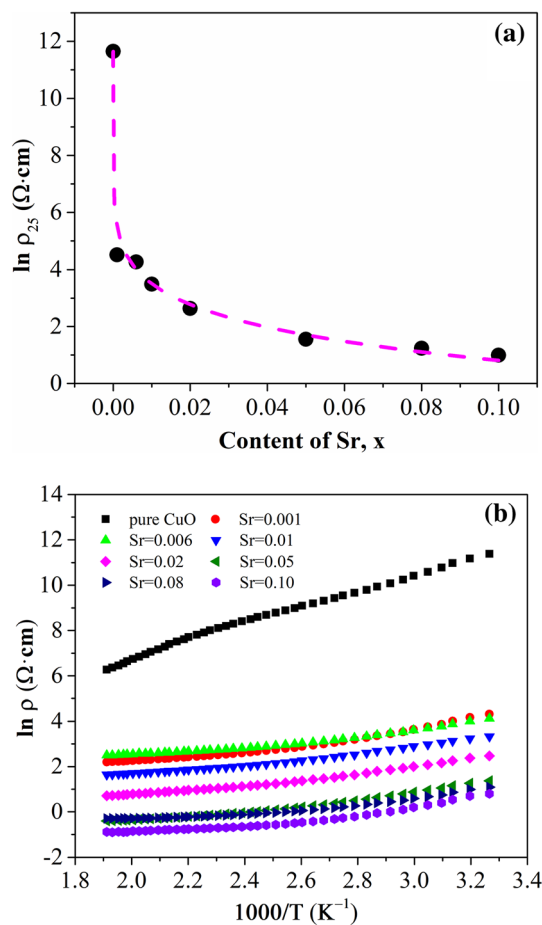 (a)
12
10
8
6
4
2
0
ln ρ25 (Ω·cm)
0.00 0.02 0.04 0.06 0.08 0.10
Content of Sr, x
(b)
14
12
10
8
6
4
2
0
-2
ln ρ (Ω·cm)
pure CuO Sr=0.001
Sr=0.006 Sr=0.01
Sr=0.02 Sr=0.05
Sr=0.08 Sr=0.10
1.8 2.0 2.2 2.4 2.6 2.8 3.0 3.2 3.4
1000/T (K⁻¹)